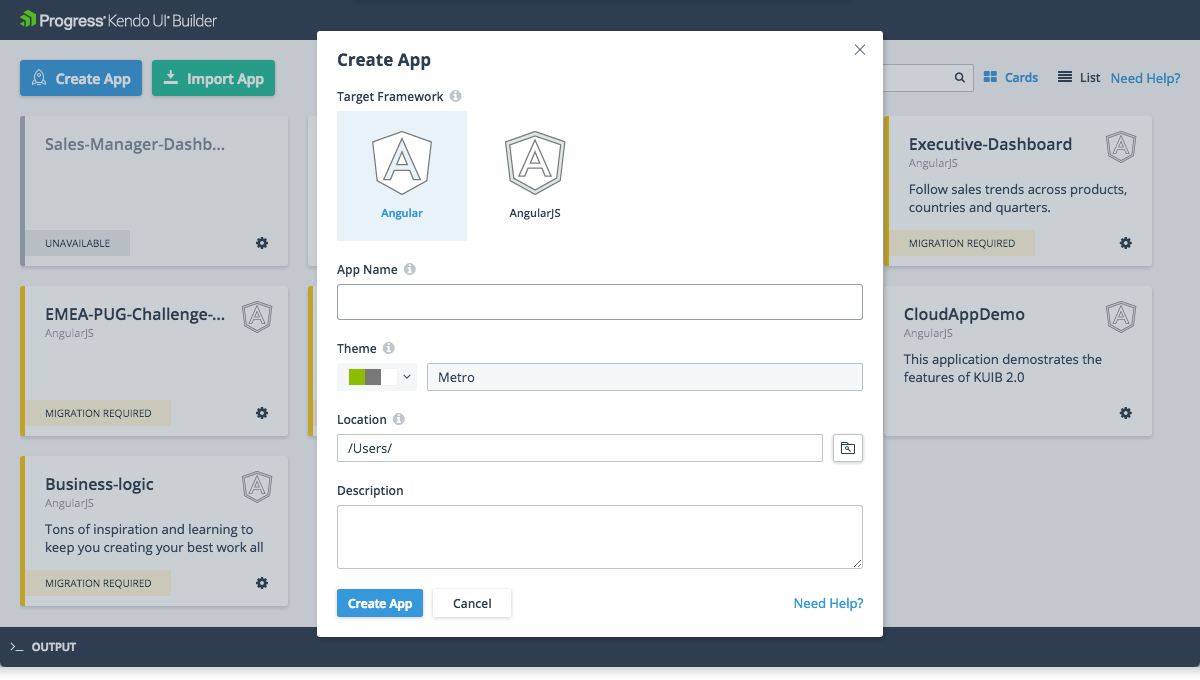 Progress Kendo UI Builder
Create App
Import App
Cards
List
Need Help?
Sales-Manager-Dashb...
UNAVAILABLE
Executive-Dashboard
AngularJS
Follow sales trends across products,
countries and quarters.
MIGRATION REQUIRED
EMEA-PUG-Challenge-...
AngularJS
MIGRATION REQUIRED
CloudAppDemo
AngularJS
This application demostrates the
features of KUIB 2.0
Business-logic
AngularJS
Tons of inspiration and learning to
keep you creating your best work all
MIGRATION REQUIRED
Create App
Target Framework
Angular
AngularJS
App Name
Theme
Metro
Location
/Users/
Description
Create App
Cancel
Need Help?
>_ OUTPUT